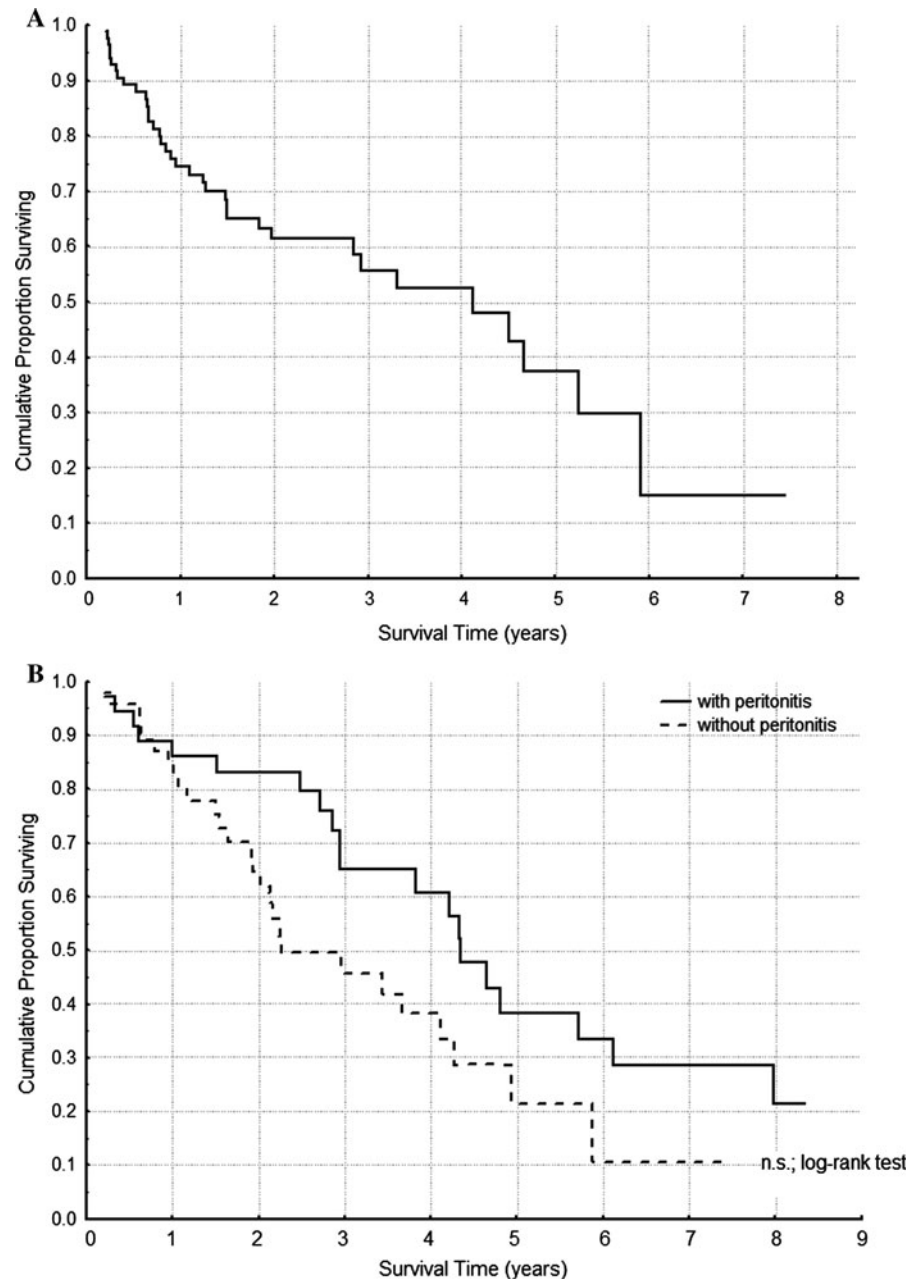 A
1.0
0.9
0.8
0.7
0.6
0.5
0.4
0.3
0.2
0.1
0.0
Cumulative Proportion Surviving
0 1 2 3 4 5 6 7 8
Survival Time (years)
B
1.0
0.9
0.8
0.7
0.6
0.5
0.4
0.3
0.2
0.1
0.0
Cumulative Proportion Surviving
with peritonitis
without peritonitis
n.s.; log-rank test
0 1 2 3 4 5 6 7 8 9
Survival Time (years)